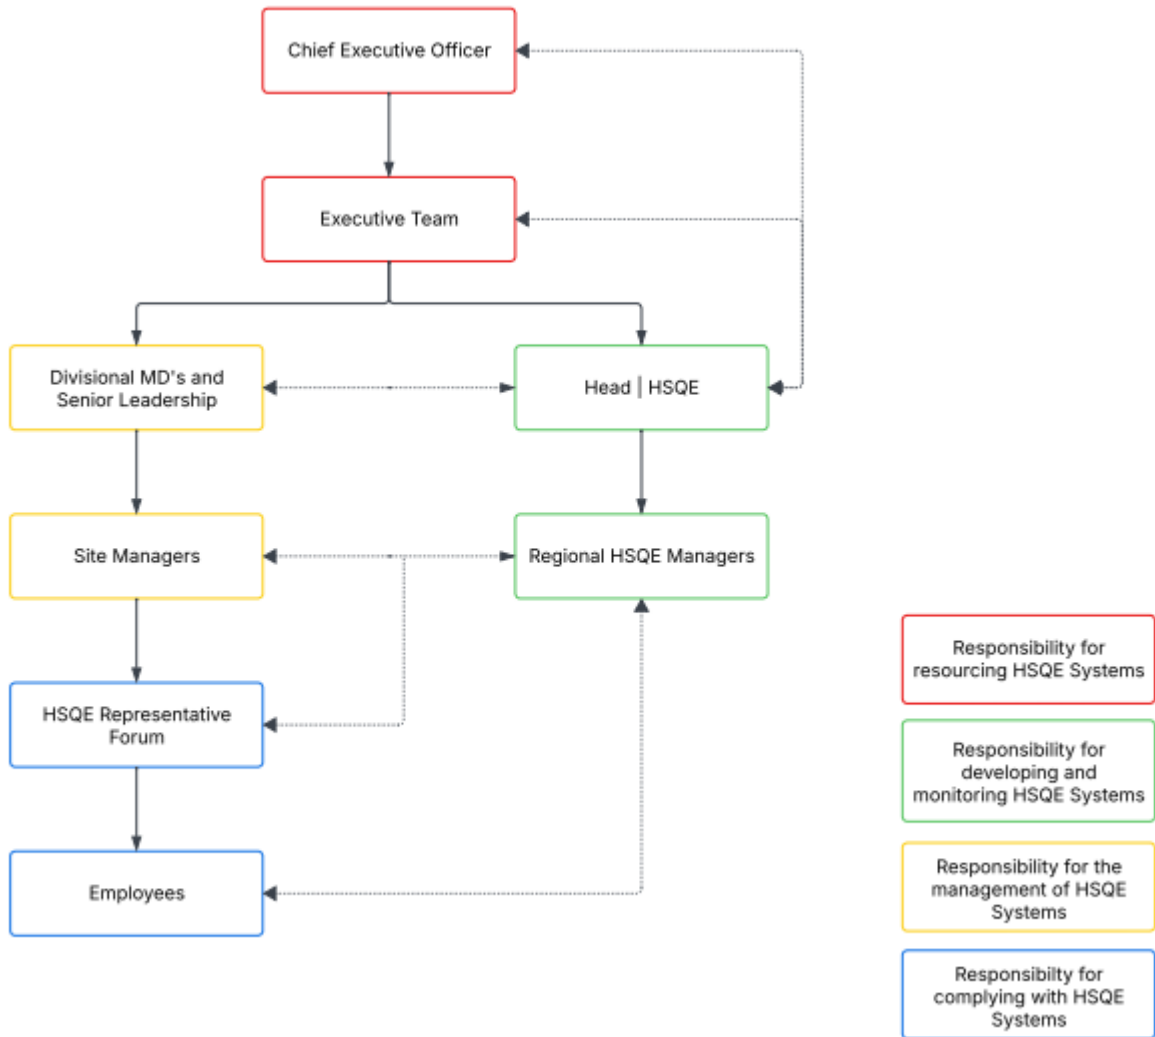 Chief Executive Officer
Executive Team
Divisional MD's and
Senior Leadership
Head | HSQE
Site Managers
Regional HSQE Managers
HSQE Representative
Forum
Employees
Responsibility for
resourcing HSQE Systems
Responsibility for
developing and
monitoring HSQE Systems
Responsibility for the
management of HSQE
Systems
Responsibilty for
complying with HSQE
Systems